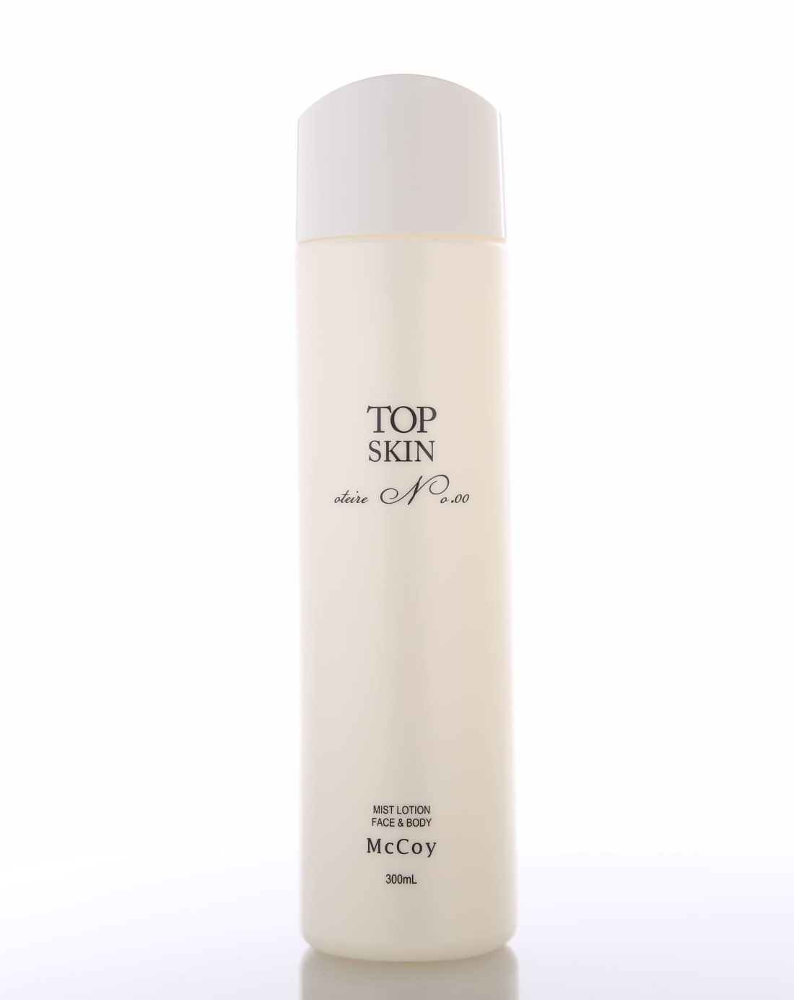 TOP
SKIN
oteire No.00
MIST LOTION
FACE & BODY
McCoy
300mL